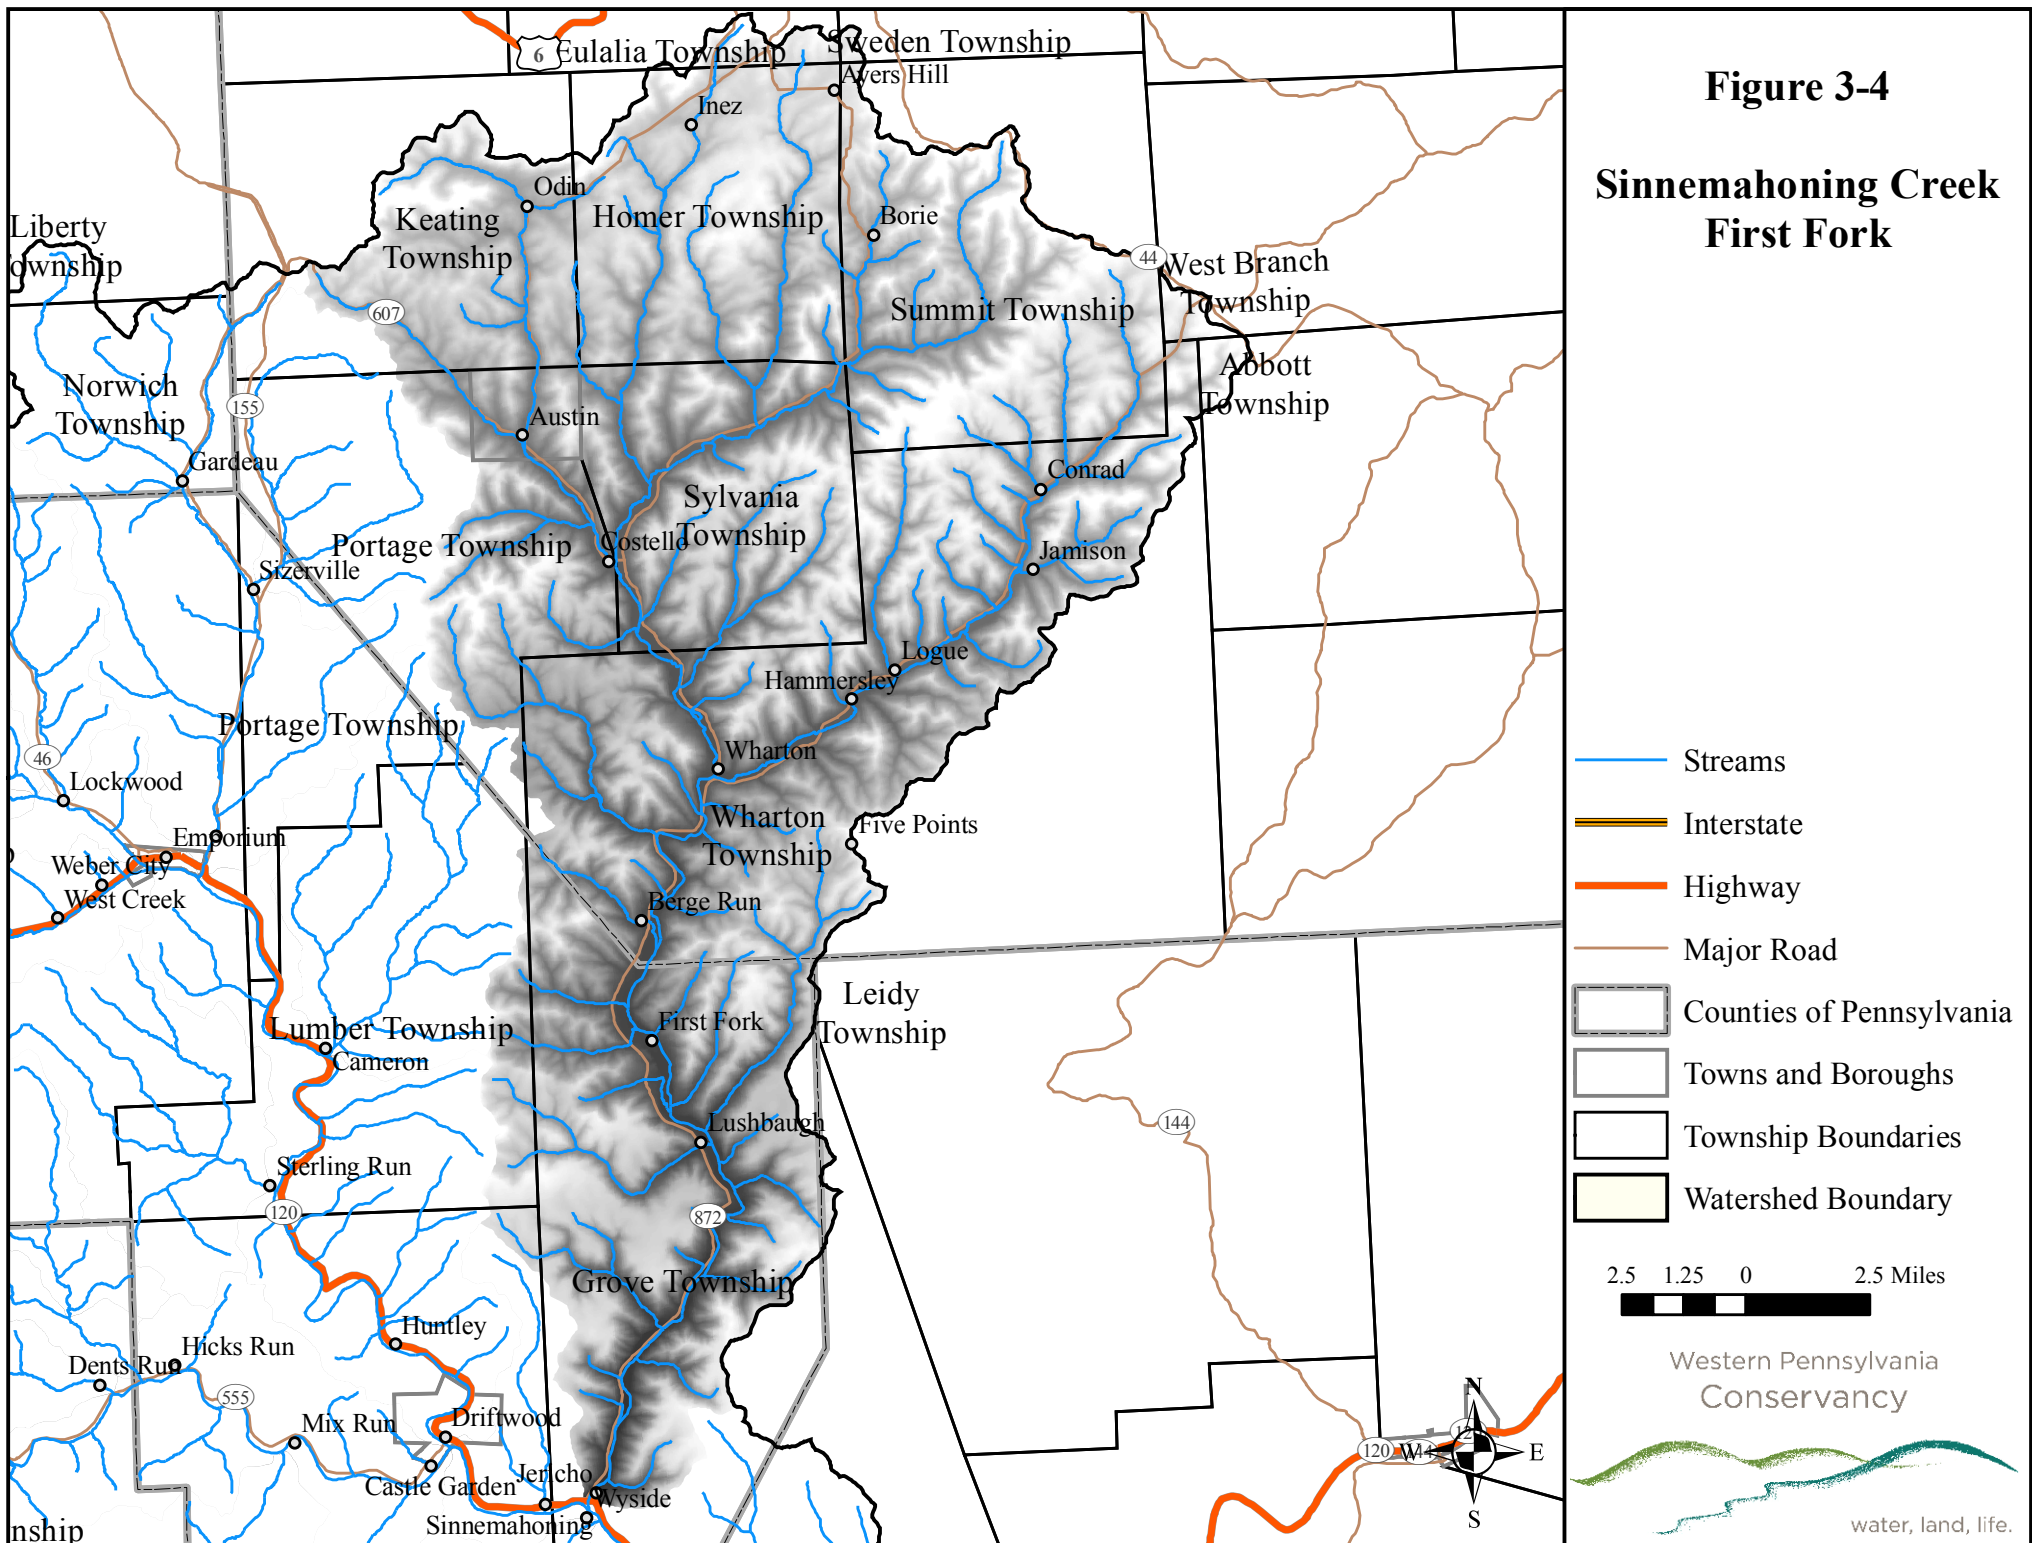 Figure 3-4
Sinnemahoning Creek
First Fork
6
Eulalia Township
Sweden Township
Ayers Hill
Inez
Odin
Keating
Township
Homer Township
Borie
Liberty
ownship
44
West Branch
Township
607
Summit Township
Abbott
Township
Norwich
Township
155
Austin
Gardeau
Conrad
Sylvania
Township
Portage Township
Costello
Jamison
Sizerville
Logue
Hammersley
Portage Township
Wharton
46
Lockwood
Wharton
Township
Five Points
Emporium
Weber City
West Creek
Berge Run
Leidy
Township
First Fork
Lumber Township
Cameron
Lushbaugh
144
Sterling Run
120
872
Grove Township
Huntley
Hicks Run
Dents Run
555
Mix Run
Driftwood
Castle Garden
Jericho
Wyside
Sinnemahoning
nship
120
Streams
Interstate
Highway
Major Road
Counties of Pennsylvania
Towns and Boroughs
Township Boundaries
Watershed Boundary
2.5 1.25 0 2.5 Miles
N
W
E
S
Western Pennsylvania
Conservancy
water, land, life.